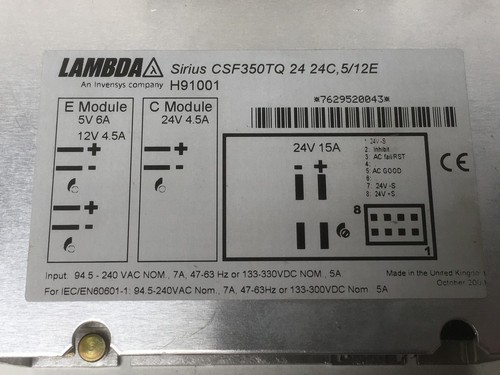 LAMBDA λ Sirius CSF350TQ 24 24C,5/12E
An Invensys company H91001
*7629520043*
E Module
5V 6A
12V 4.5A
+
-
+
-
C Module
24V 4.5A
+
-
24V 15A
- +
1 24V -S
2 Inhibit
3 AC fail/RST
4
5 AC GOOD
6
7 24V -S
8 24V +S
8
1
CE
Input: 94.5 - 240 VAC NOM., 7A, 47-63 Hz or 133-330VDC NOM., 5A
For IEC/EN60601-1: 94.5-240VAC Nom., 7A, 47-63Hz or 133-300VDC Nom 5A
Made in the United
October